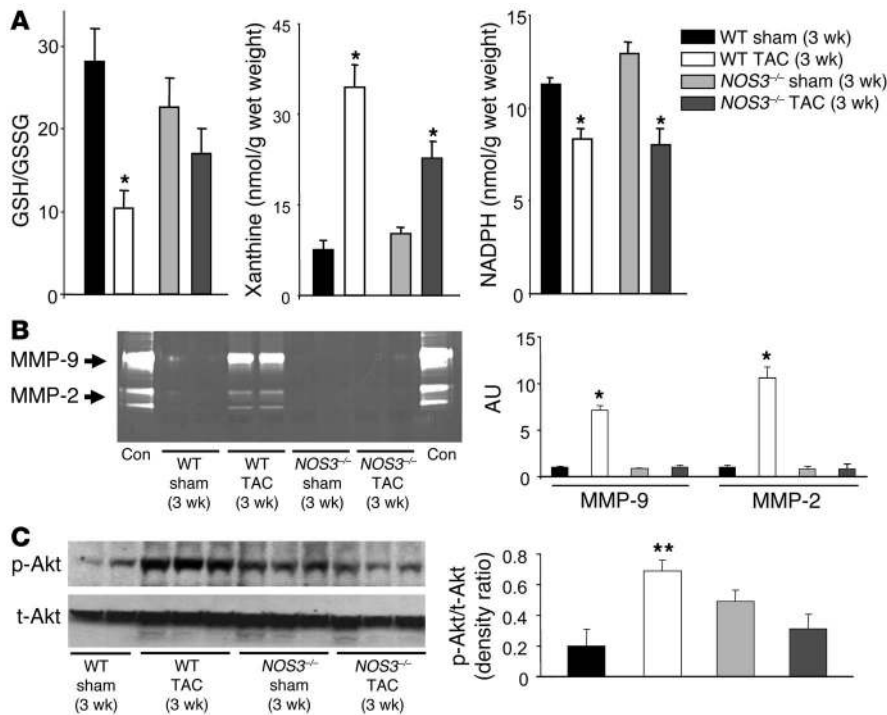 A
GSH/GSSG
30
20
10
0
Xanthine (nmol/g wet weight)
45
30
15
0
NADPH (nmol/g wet weight)
15
10
5
0
WT sham (3 wk)
WT TAC (3 wk)
NOS3–/– sham (3 wk)
NOS3–/– TAC (3 wk)
*
*
*
*
*
B
MMP-9
MMP-2
Con
WT
sham
(3 wk)
WT
TAC
(3 wk)
NOS3–/–
sham
(3 wk)
NOS3–/–
TAC
(3 wk)
Con
AU
15
10
5
0
*
*
MMP-9
MMP-2
C
p-Akt
t-Akt
WT
sham
(3 wk)
WT
TAC
(3 wk)
NOS3–/–
sham
(3 wk)
NOS3–/–
TAC
(3 wk)
p-Akt/t-Akt
(density ratio)
0.8
0.6
0.4
0.2
0
**